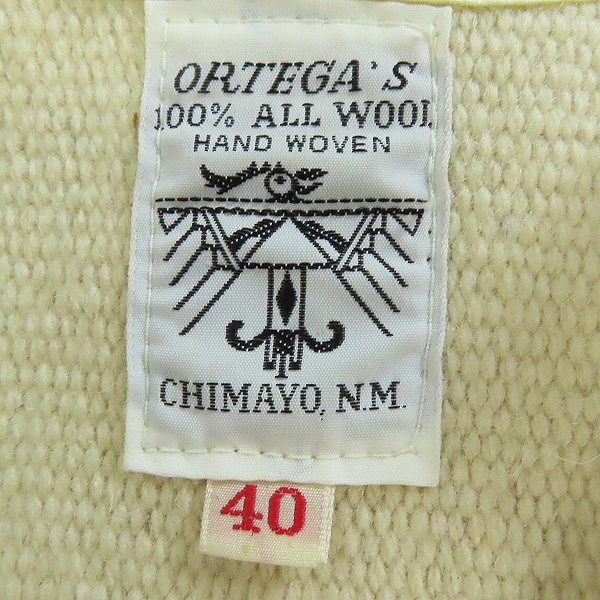 ORTEGA'S
100% ALL WOOL
HAND WOVEN
CHIMAYO, N.M.
40